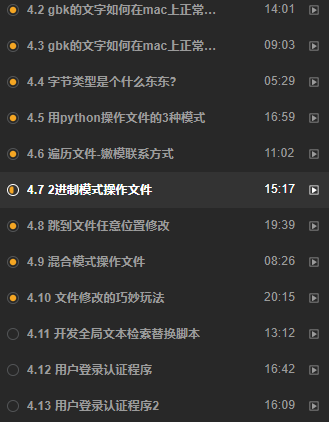 4.2 gbk的文字如何在mac上正常... 14:01
4.3 gbk的文字如何在mac上正常... 09:03
4.4 字节类型是个什么东东? 05:29
4.5 用python操作文件的3种模式 16:59
4.6 遍历文件-嫩模联系方式 11:02
4.7 2进制模式操作文件 15:17
4.8 跳到文件任意位置修改 19:39
4.9 混合模式操作文件 08:26
4.10 文件修改的巧妙玩法 20:15
4.11 开发全局文本检索替换脚本 13:12
4.12 用户登录认证程序 16:42
4.13 用户登录认证程序2 16:09